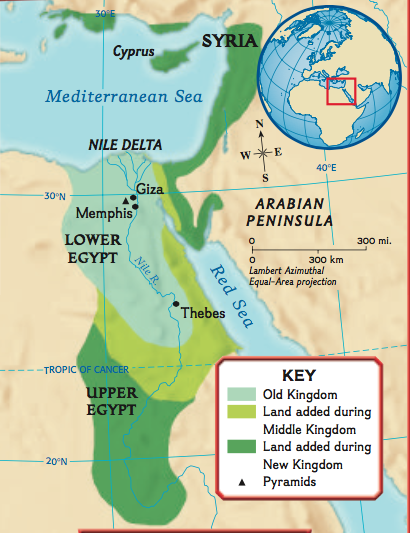 30°E
Cyprus
SYRIA
Mediterranean Sea
NILE DELTA
N
W E
S
40°E
30°N
Giza
Memphis
ARABIAN
PENINSULA
LOWER
EGYPT
0 300 mi.
0 300 km
Lambert Azimuthal
Equal-Area projection
Nile R.
Red Sea
Thebes
TROPIC OF CANCER
UPPER
EGYPT
20°N
KEY
Old Kingdom
Land added during
Middle Kingdom
Land added during
New Kingdom
Pyramids